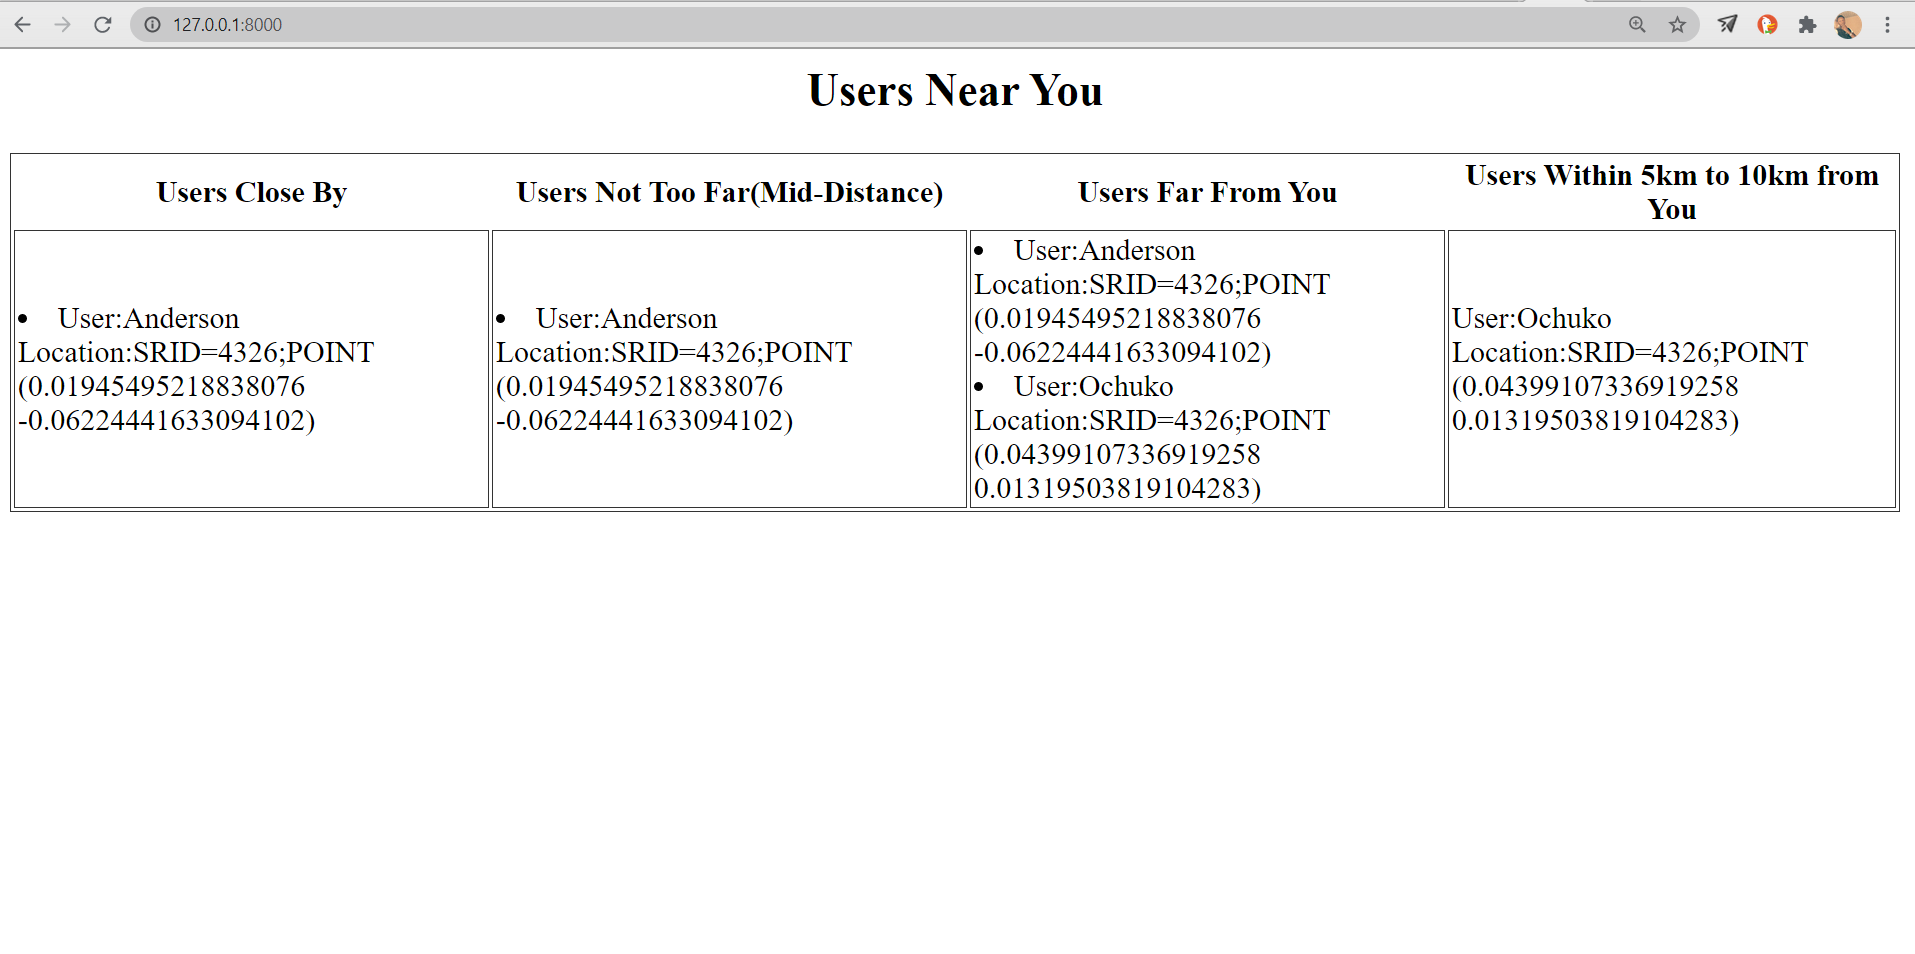 127.0.0.1:8000
Users Near You
Users Close By
Users Not Too Far(Mid-Distance)
Users Far From You
Users Within 5km to 10km from
You
• User:Anderson
Location:SRID=4326;POINT
(0.01945495218838076
-0.06224441633094102)
• User:Anderson
Location:SRID=4326;POINT
(0.01945495218838076
-0.06224441633094102)
• User:Anderson
Location:SRID=4326;POINT
(0.01945495218838076
-0.06224441633094102)
• User:Ochuko
Location:SRID=4326;POINT
(0.04399107336919258
0.01319503819104283)
User:Ochuko
Location:SRID=4326;POINT
(0.04399107336919258
0.01319503819104283)